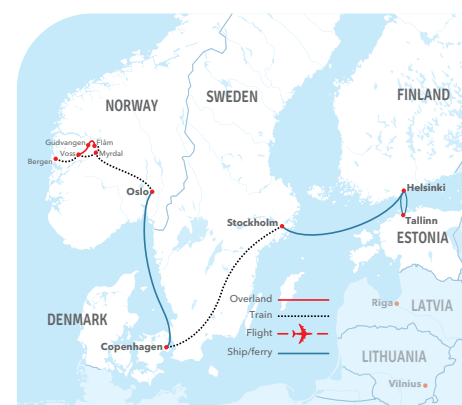 SWEDEN
FINLAND
NORWAY
Gudvangen
Flåm
Voss
Myrdal
Bergen
Oslo
Helsinki
Stockholm
Tallinn
ESTONIA
Overland
Riga
LATVIA
Train
DENMARK
Flight
Copenhagen
Ship/ferry
LITHUANIA
Vilnius